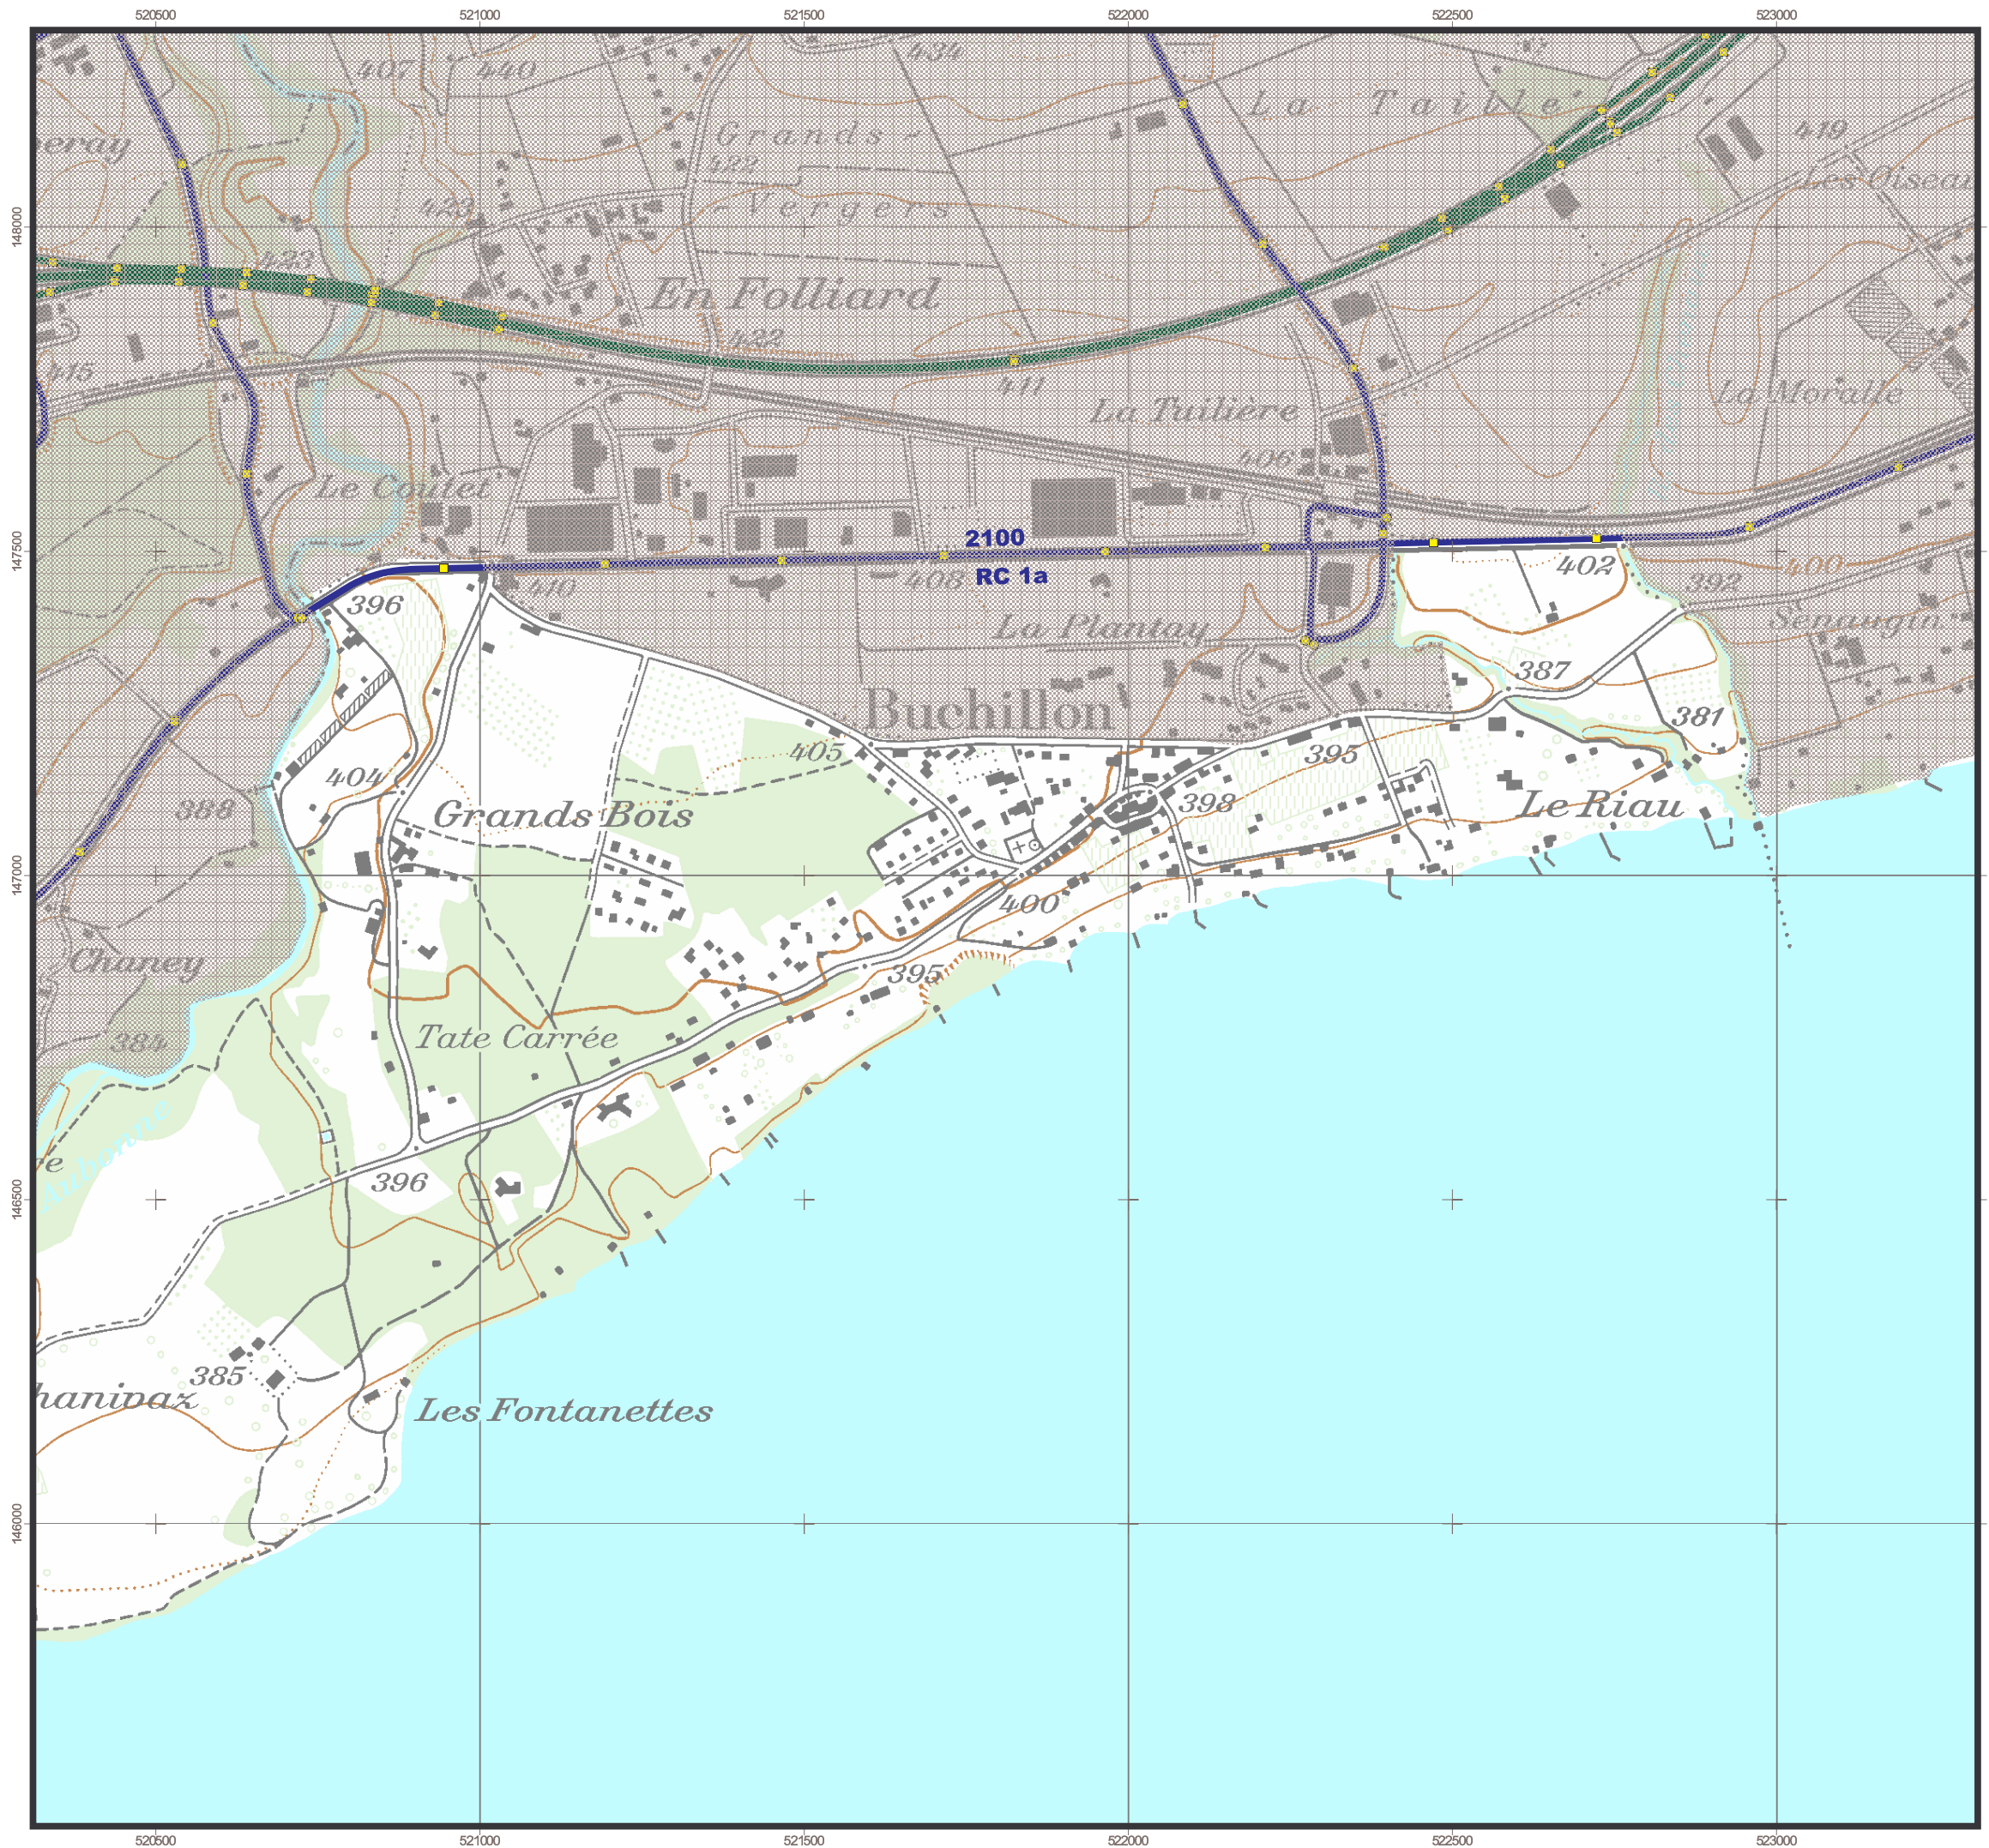 520500 521000 521500 522000 522500 523000
434
407 440
La Taille
419
Grands
422
148000
423
Vergers
423
En Folliard
422
415
411
La Moralle
La Tuilière
406
Le Coutet
147500
2100
RC 1a
410
408
402
400
392
396
La Plantay
Senaugin
387
Buchillon
381
405
395
404
388
Grands Bois
398
Le Riau
147000
400
Chaney
395
384
Tate Carrée
Aubonne
146500
396
385
hanivaz
Les Fontanettes
146000
520500 521000 521500 522000 522500 523000